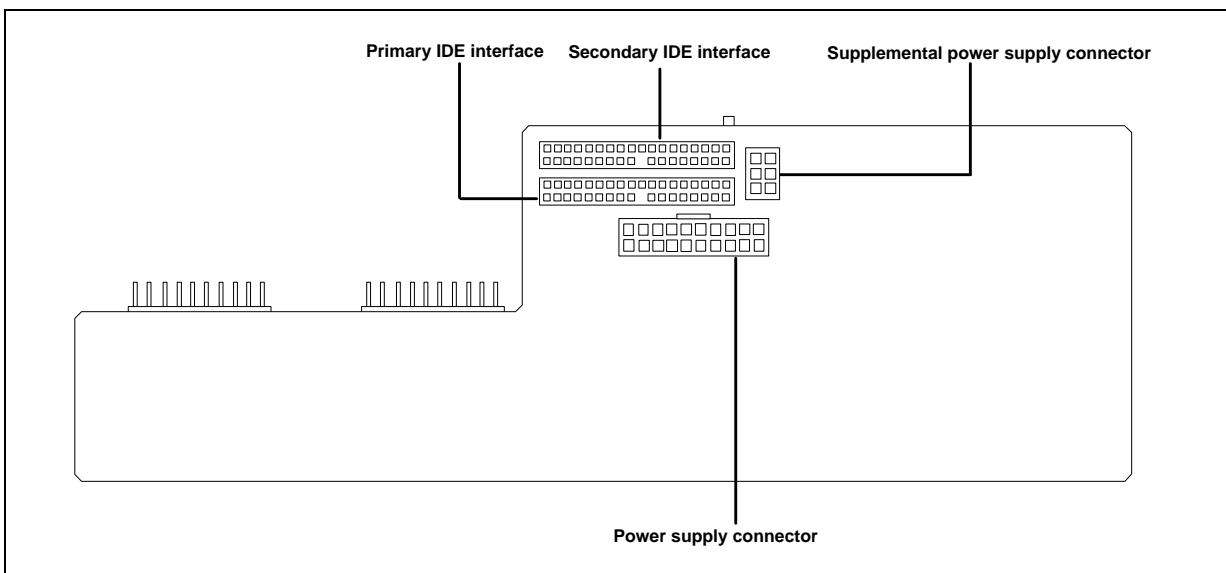 Primary IDE interface
Secondary IDE interface
Supplemental power supply connector
Power supply connector